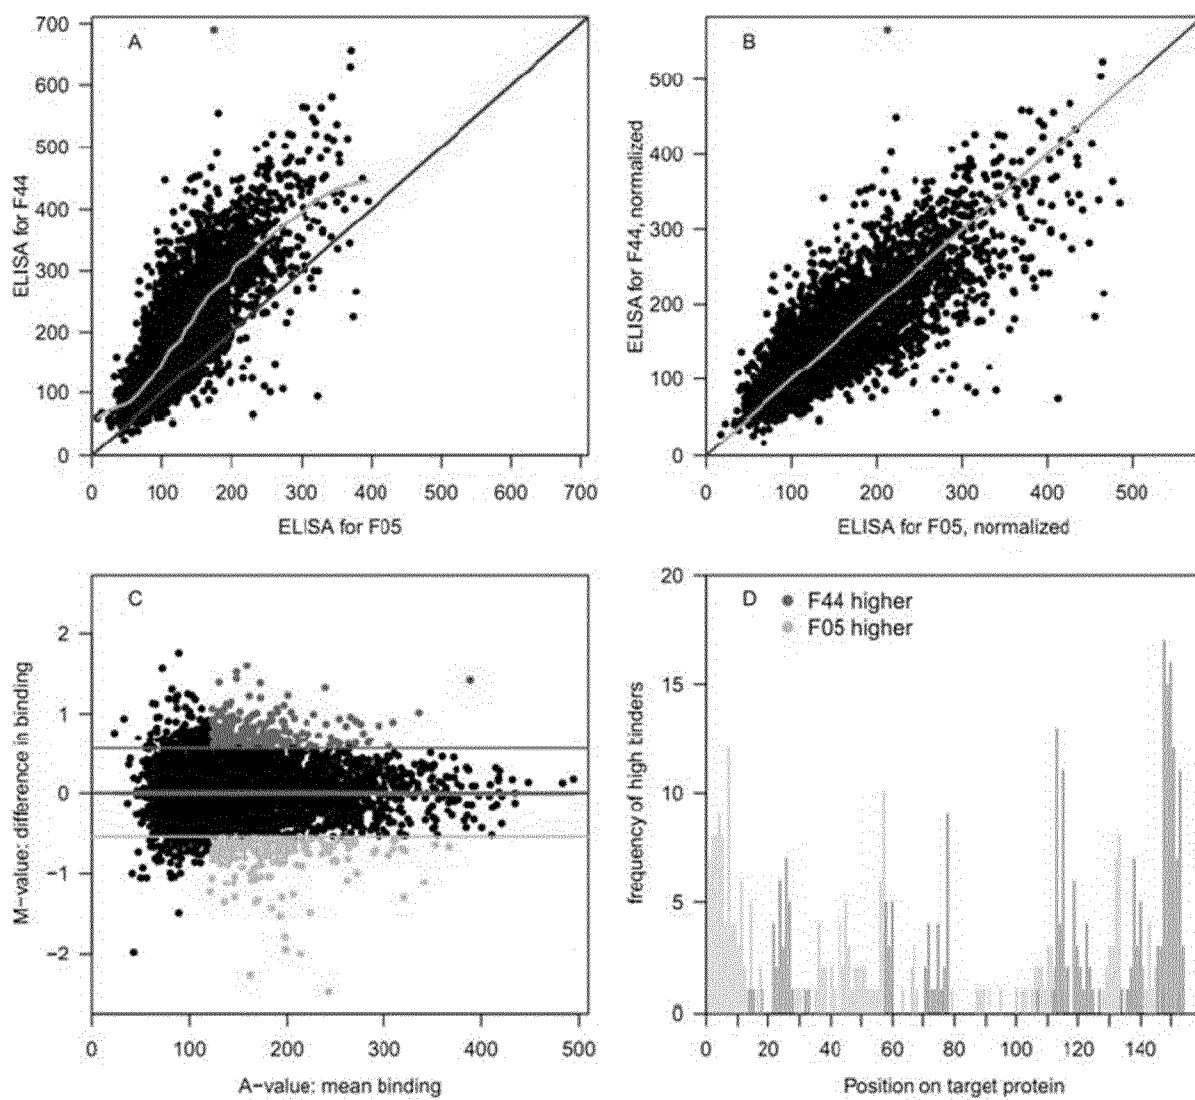 A
700
600
500
400
300
200
100
0
ELISA for F44
0 100 200 300 400 500 600 700
ELISA for F05
B
500
400
300
200
100
0
ELISA for F44, normalized
0 100 200 300 400 500
ELISA for F05, normalized
C
2
1
0
−1
−2
M−value: difference in binding
0 100 200 300 400 500
A−value: mean binding
D
F44 higher
F05 higher
20
15
10
5
0
frequency of high binders
0 20 40 60 80 100 120 140
Position on target protein